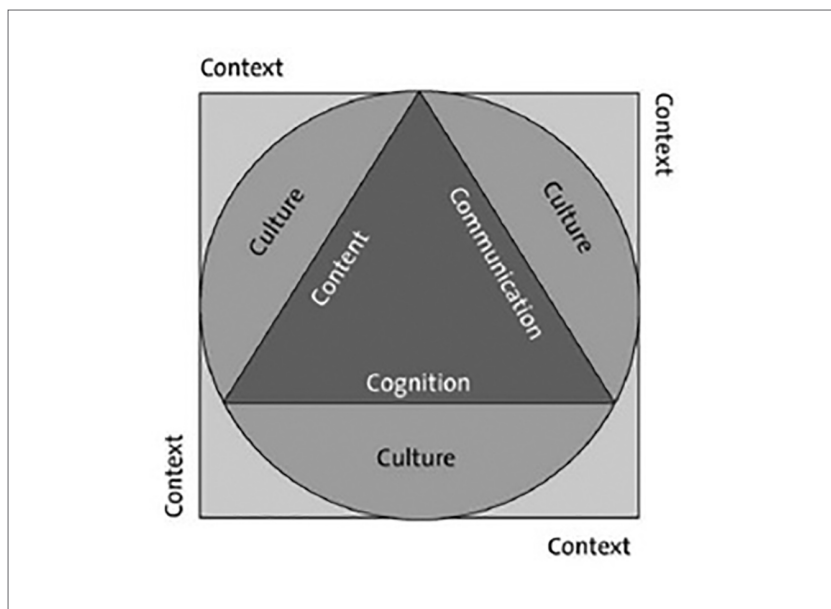 Context
Context
Culture
Culture
Content
Communication
Cognition
Culture
Context
Context